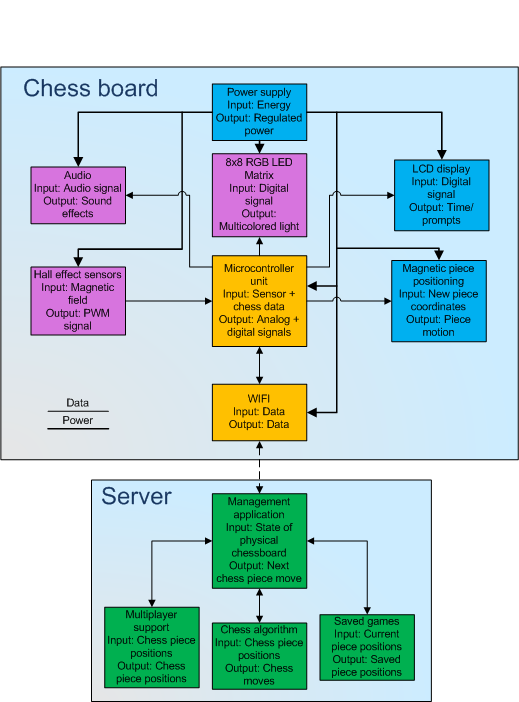 Chess board
Power supply
Input: Energy
Output: Regulated
power
Audio
Input: Audio signal
Output: Sound
effects
8x8 RGB LED
Matrix
Input: Digital
signal
Output:
Multicolored light
LCD display
Input: Digital
signal
Output: Time/
prompts
Hall effect sensors
Input: Magnetic
field
Output: PWM
signal
Microcontroller
unit
Input: Sensor +
chess data
Output: Analog +
digital signals
Magnetic piece
positioning
Input: New piece
coordinates
Output: Piece
motion
Data
Power
WIFI
Input: Data
Output: Data
Server
Management
application
Input: State of
physical
chessboard
Output: Next
chess piece move
Multiplayer
support
Input: Chess piece
positions
Output: Chess
piece positions
Chess algorithm
Input: Chess piece
positions
Output: Chess
moves
Saved games
Input: Current
piece positions
Output: Saved
piece positions